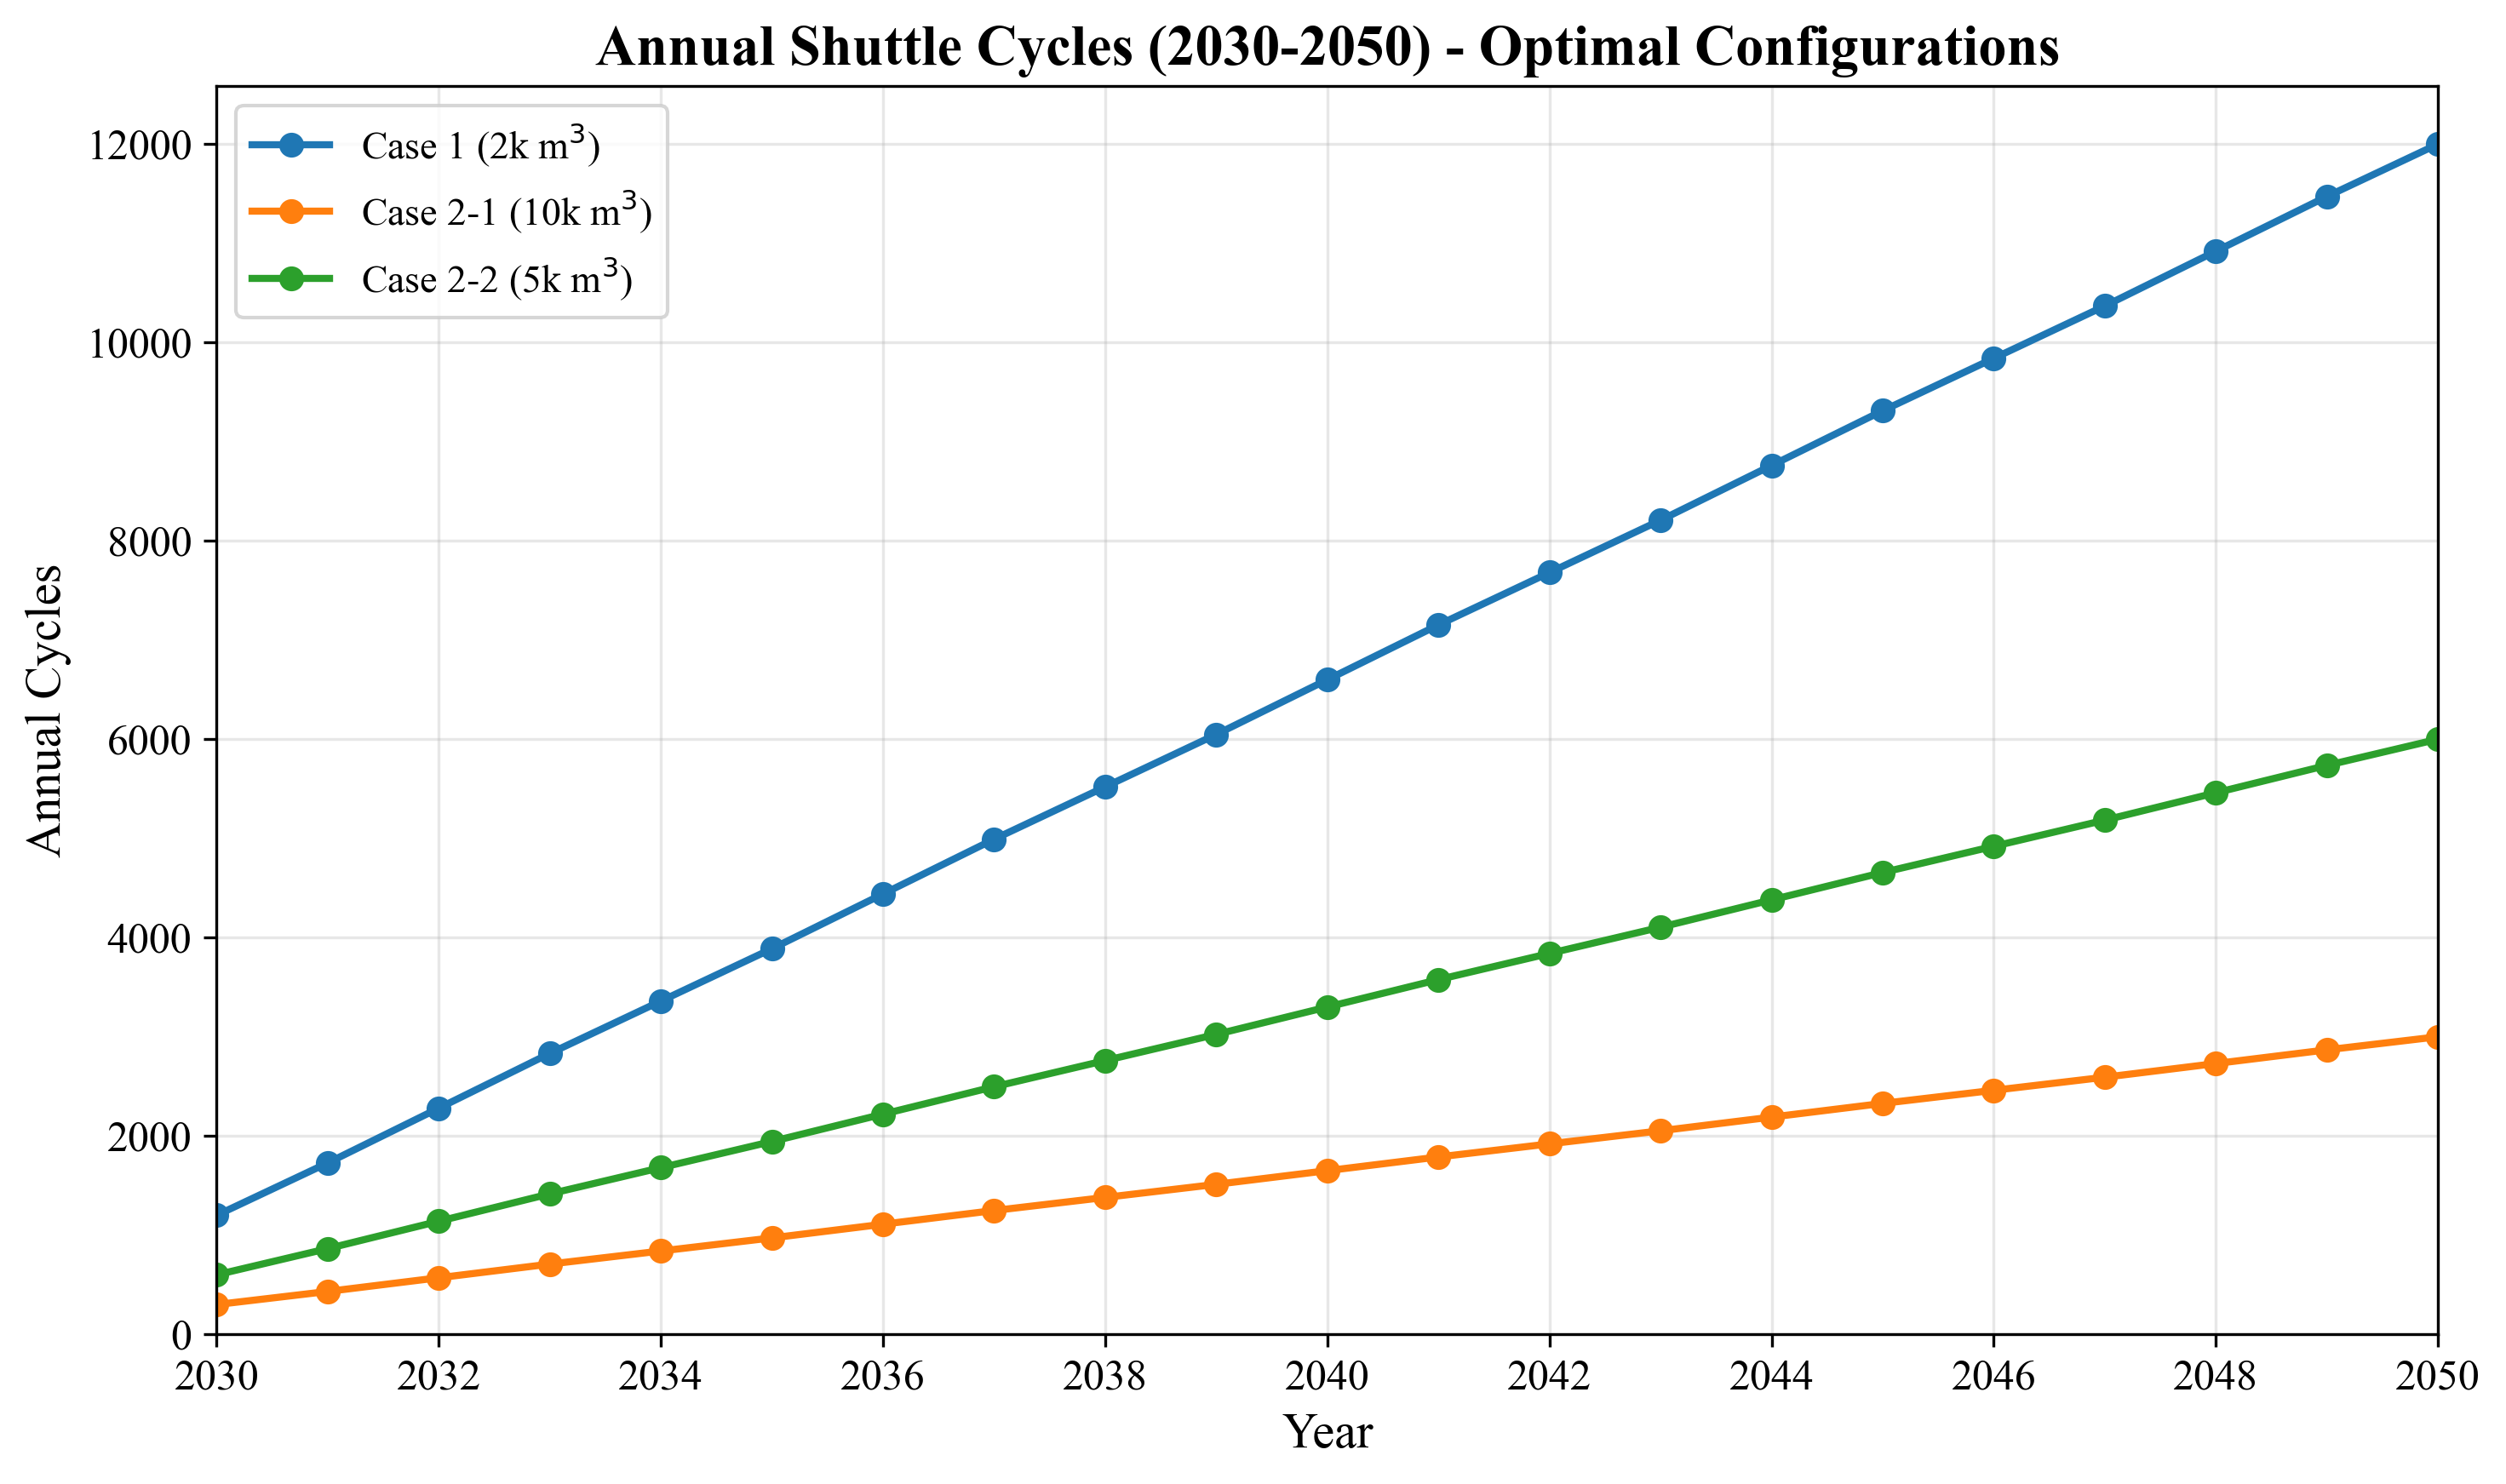 Annual Shuttle Cycles (2030-2050) - Optimal Configurations
Case 1 (2k m³)
Case 2-1 (10k m³)
Case 2-2 (5k m³)
Annual Cycles
12000
10000
8000
6000
4000
2000
0
2030 2032 2034 2036 2038 2040 2042 2044 2046 2048 2050
Year